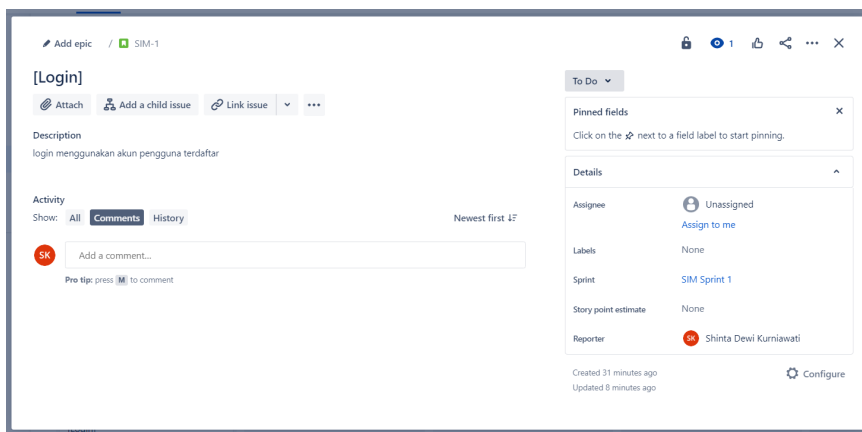 Add epic / SIM-1
1
[Login]
Attach Add a child issue Link issue
Description
login menggunakan akun pengguna terdaftar
Activity
Show: All Comments History Newest first
SK Add a comment...
Pro tip: press M to comment
To Do
Pinned fields
Click on the next to a field label to start pinning.
Details
Assignee Unassigned
Assign to me
Labels None
Sprint SIM Sprint 1
Story point estimate None
Reporter SK Shinta Dewi Kurniawati
Created 31 minutes ago Configure
Updated 8 minutes ago